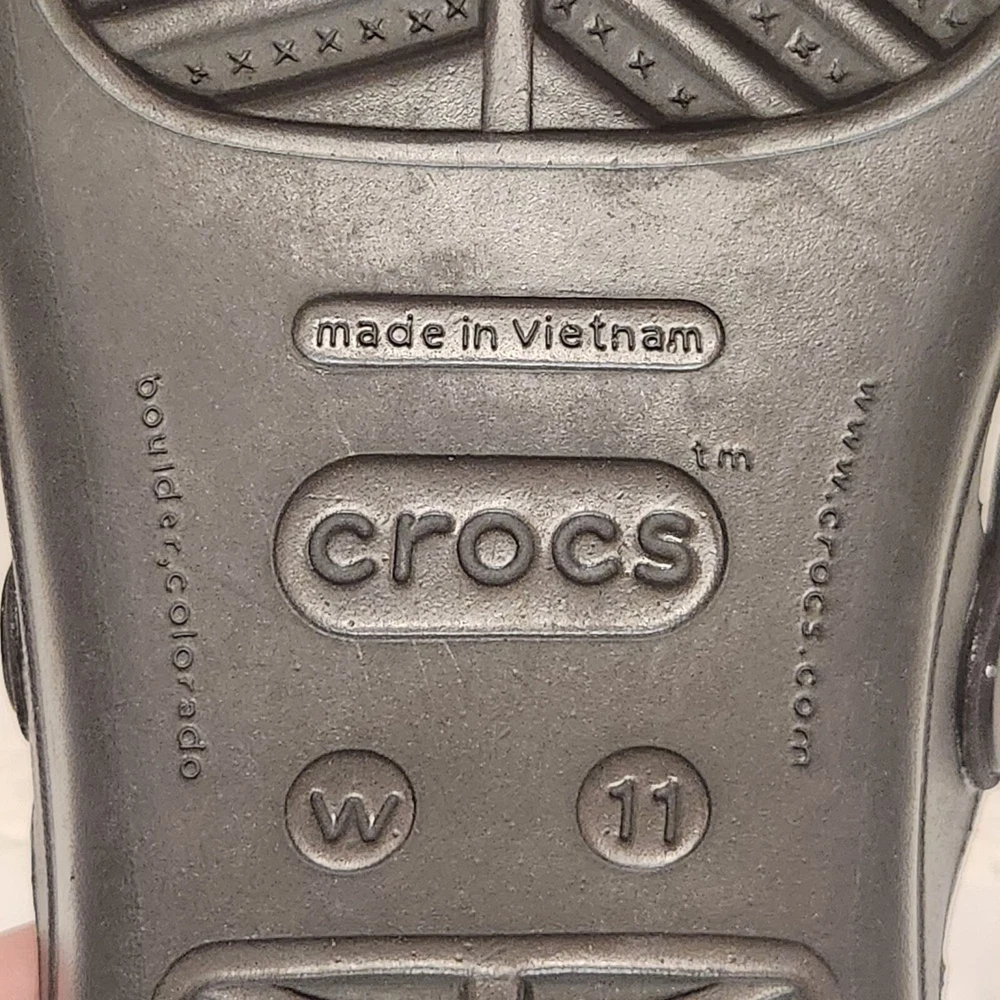 made in vietnam
tm
crocs
boulder,colorado
www.crocs.com
w
11